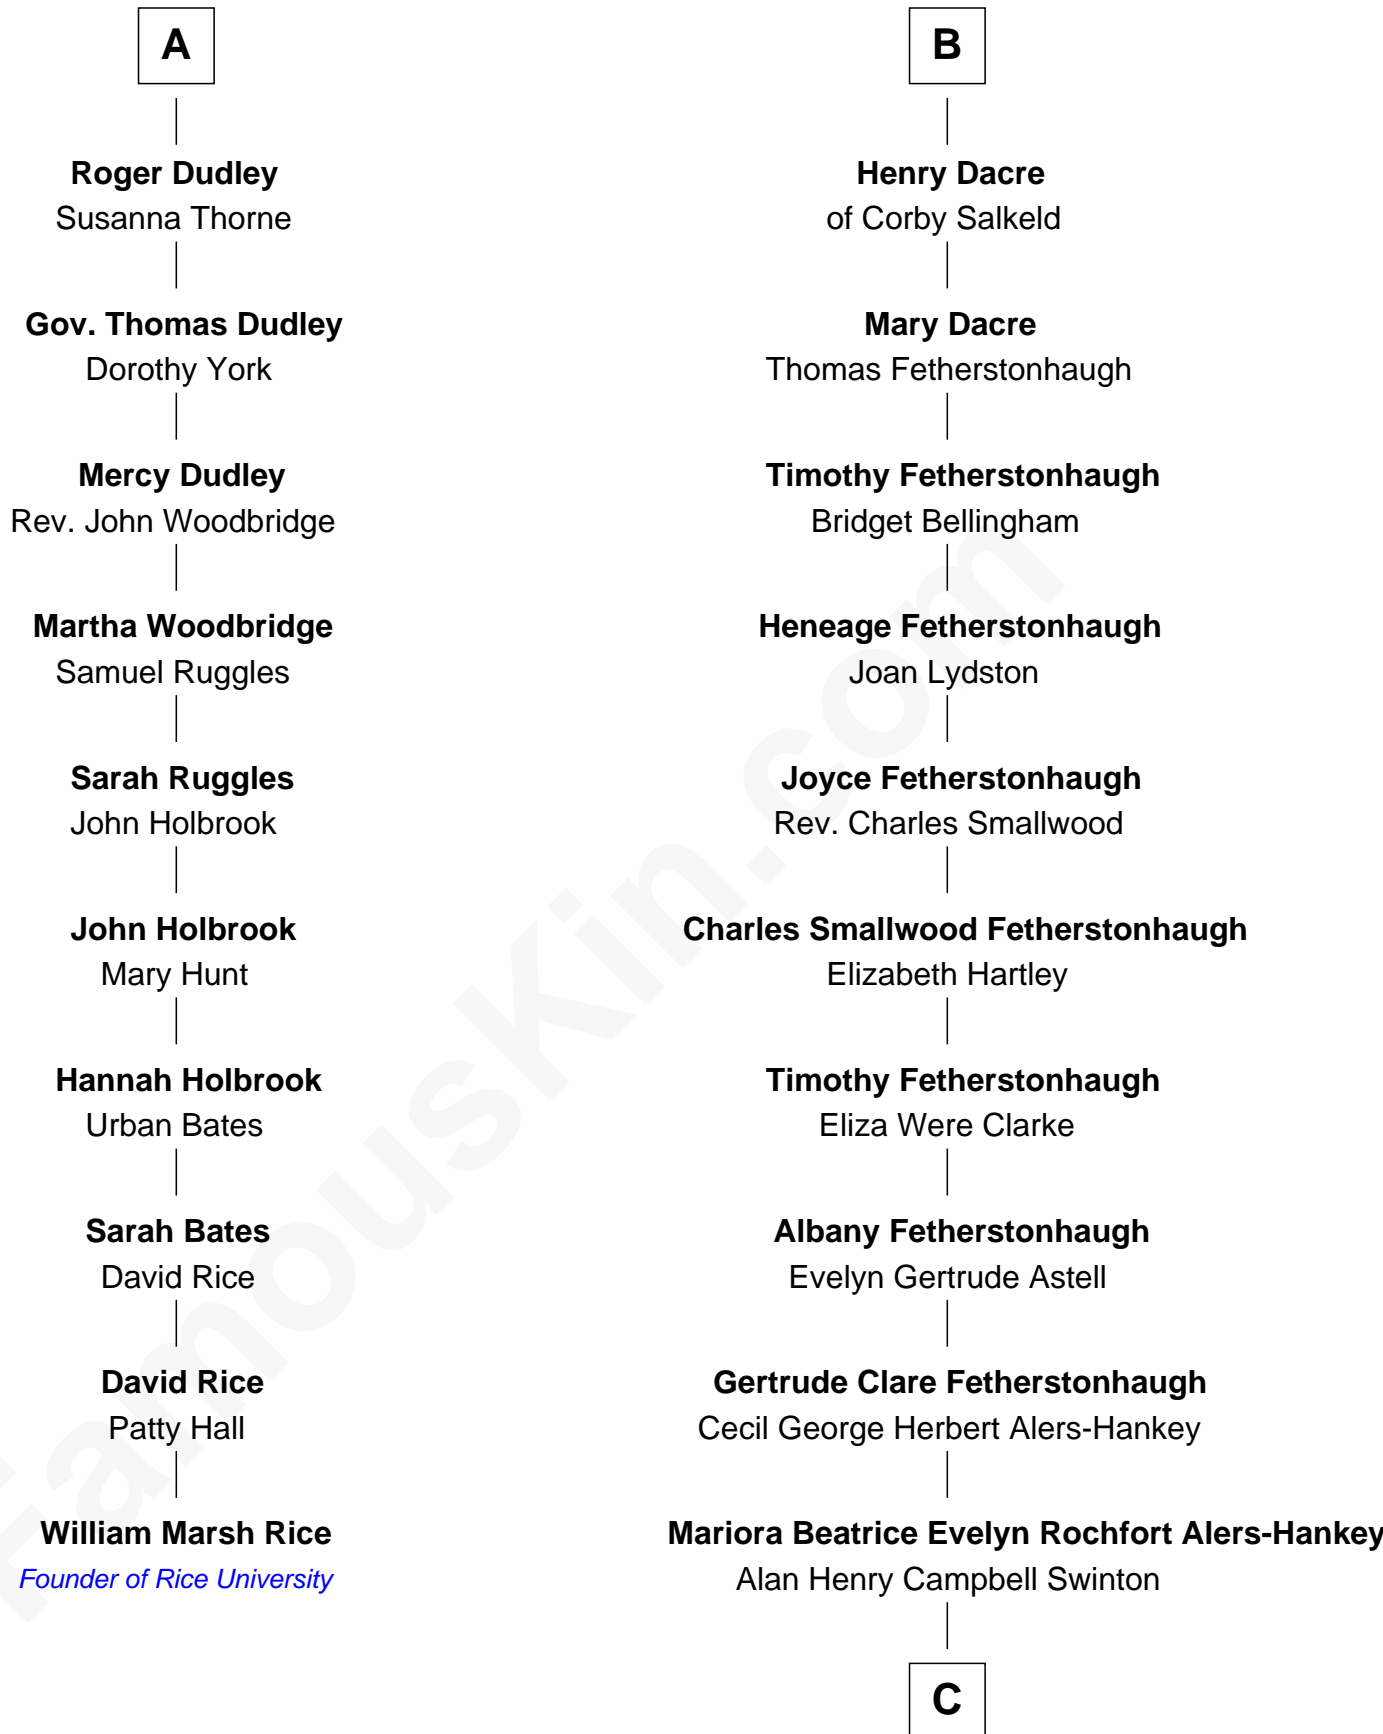 A
Roger Dudley
Susanna Thorne
Gov. Thomas Dudley
Dorothy York
Mercy Dudley
Rev. John Woodbridge
Martha Woodbridge
Samuel Ruggles
Sarah Ruggles
John Holbrook
John Holbrook
Mary Hunt
Hannah Holbrook
Urban Bates
Sarah Bates
David Rice
David Rice
Patty Hall
William Marsh Rice
Founder of Rice University
B
Henry Dacre
of Corby Salkeld
Mary Dacre
Thomas Fetherstonhaugh
Timothy Fetherstonhaugh
Bridget Bellingham
Heneage Fetherstonhaugh
Joan Lydston
Joyce Fetherstonhaugh
Rev. Charles Smallwood
Charles Smallwood Fetherstonhaugh
Elizabeth Hartley
Timothy Fetherstonhaugh
Eliza Were Clarke
Albany Fetherstonhaugh
Evelyn Gertrude Astell
Gertrude Clare Fetherstonhaugh
Cecil George Herbert Alers-Hankey
Mariora Beatrice Evelyn Rochfort Alers-Hankey
Alan Henry Campbell Swinton
C
FamousKin.com